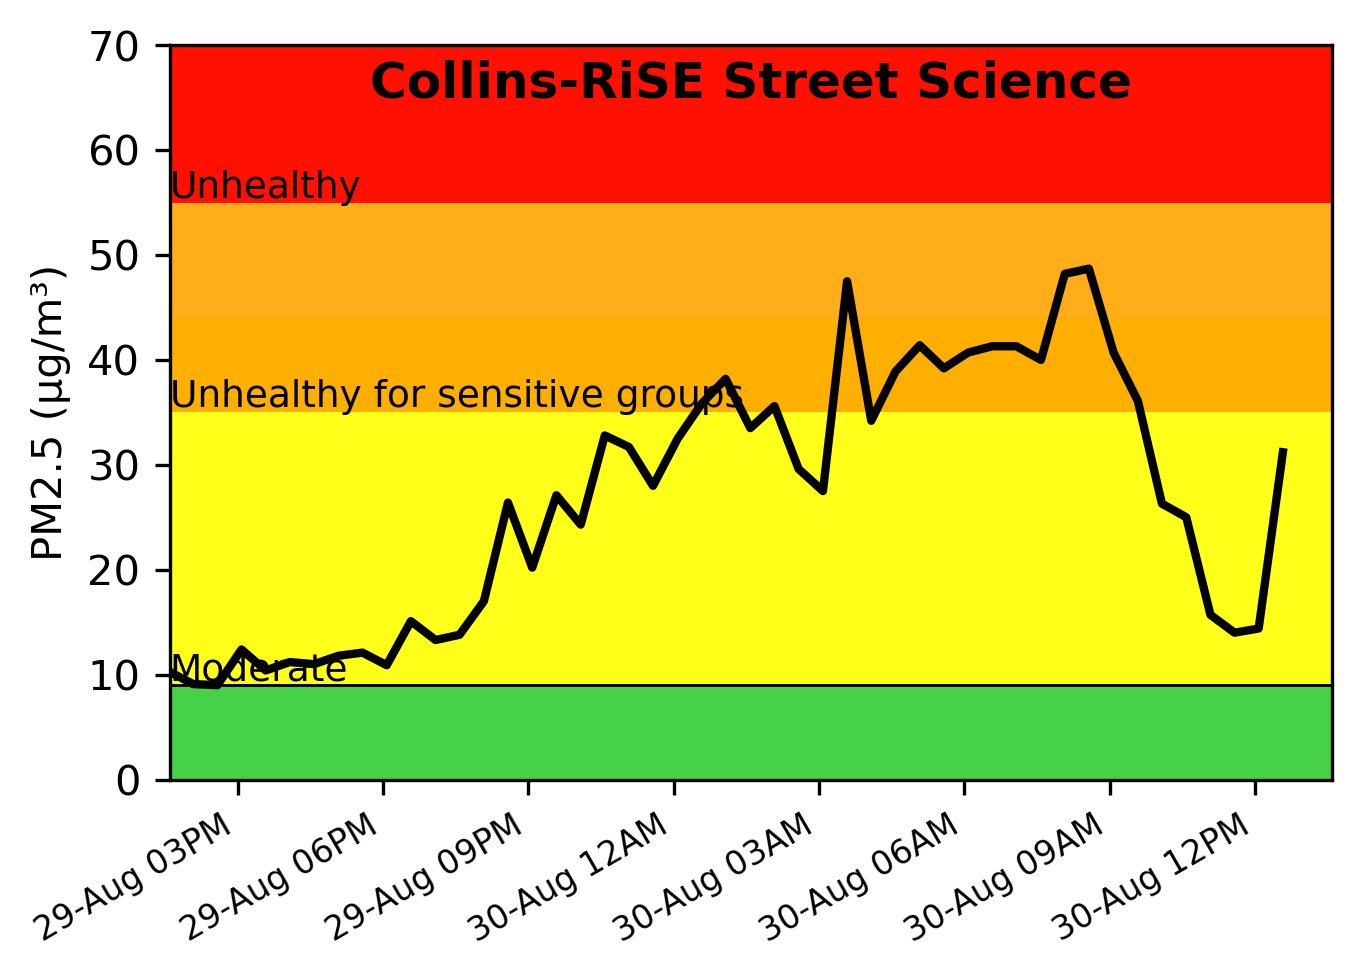 Collins-RiSE Street Science
70
60
50
40
30
20
10
0
PM2.5 (μg/m³)
Unhealthy
Unhealthy for sensitive groups
Moderate
29-Aug 03PM
29-Aug 06PM
29-Aug 09PM
30-Aug 12AM
30-Aug 03AM
30-Aug 06AM
30-Aug 09AM
30-Aug 12PM